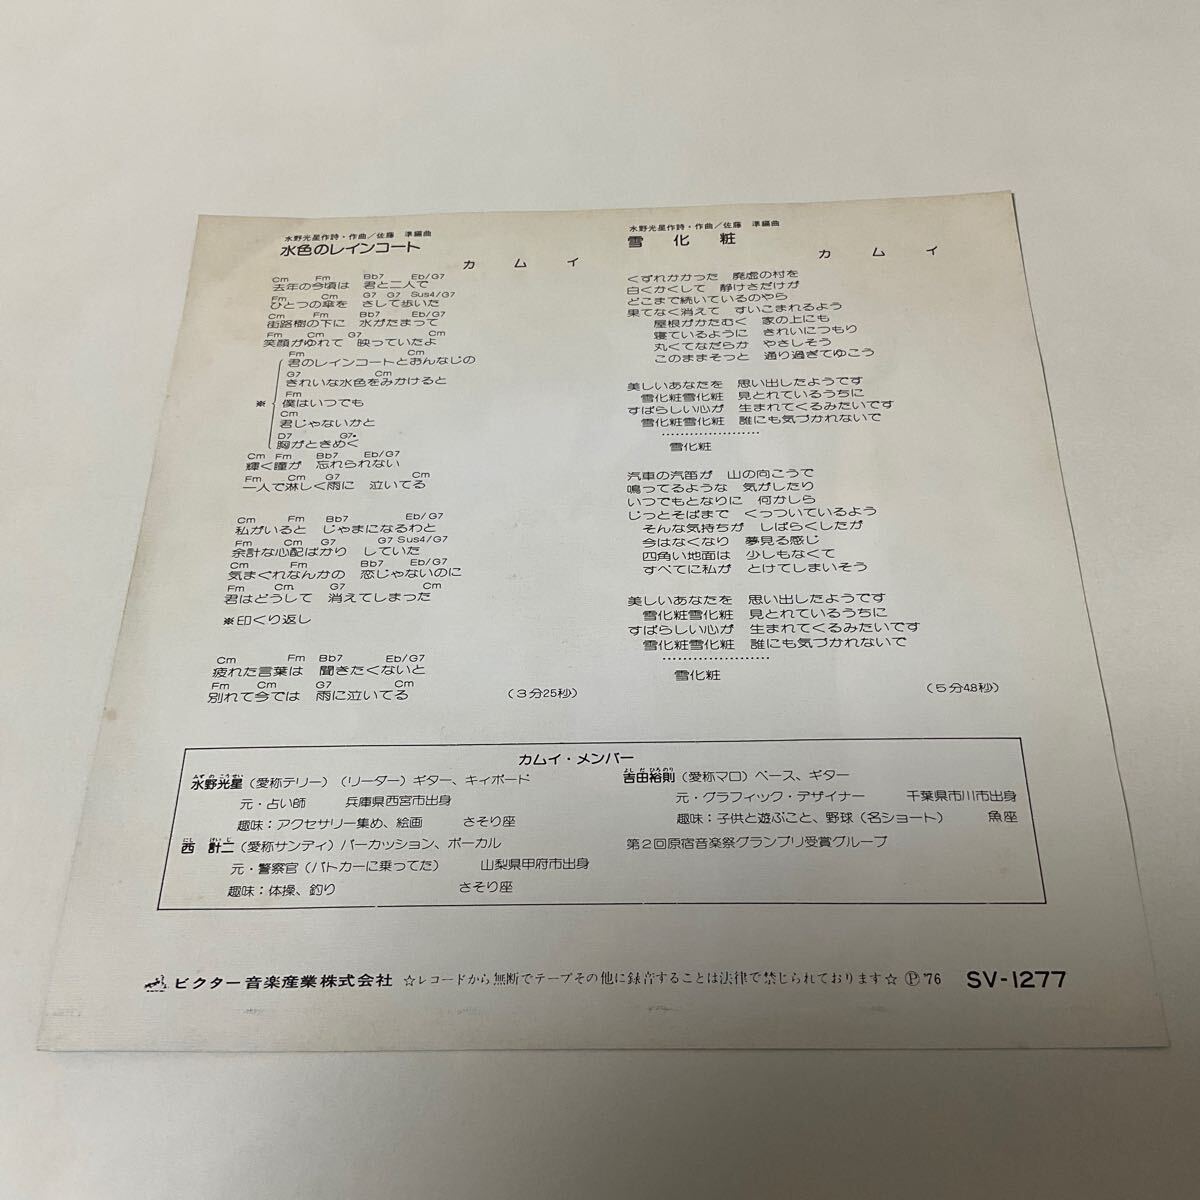 水野光星作詩・作曲/佐藤 準編曲
水色のレインコート
カムイ
Cm Fm Bb7 Eb/G7
去年の今頃は 君と二人で
Fm Cm G7 G7 Sus4/G7
ひとつの傘を さして歩いた
Cm Fm Bb7 Eb/G7
街路樹の下に 水がたまって
Fm Cm G7 Cm
笑顔がゆれて 映っていたよ
Fm Cm
君のレインコートとおんなじの
G7 Cm
きれいな水色をみかけると
Fm
※ 僕はいつでも
Cm
君じゃないかと
D7 G7
胸がときめく
Cm Fm Bb7 Eb/G7
輝く瞳が 忘れられない
Fm Cm G7 Cm
一人で淋しく雨に 泣いてる
Cm Fm Bb7 Eb/G7
私がいると じゃまになるわと
Fm Cm G7 G7 Sus4/G7
余計な心配ばかり していた
Cm Fm Bb7 Eb/G7
気まぐれなんかの 恋じゃないのに
Fm Cm G7 Cm
君はどうして 消えてしまった
※印くり返し
Cm Fm Bb7 Eb/G7
疲れた言葉は 聞きたくないと
Fm Cm G7 Cm
別れて今では 雨に泣いてる
(3分25秒)
水野光星作詩・作曲/佐藤 準編曲
雪化粧
カムイ
くずれかかった 廃虚の村を
白くかくして 静けさだけが
どこまで続いているのやら
果てなく消えて すいこまれるよう
屋根がかたむく 家の上にも
寝ているように きれいにつもり
丸くてなだらか やさしそう
このままそっと 通り過ぎてゆこう
美しいあなたを 思い出したようです
雪化粧雪化粧 見とれているうちに
すばらしい心が 生まれてくるみたいです
雪化粧雪化粧 誰にも気づかれないで
…………………
雪化粧
汽車の汽笛が 山の向こうで
鳴ってるような 気がしたり
いつでもとなりに 何かしら
じっとそばまで くっついているよう
そんな気持ちが しばらくしたが
今はなくなり 夢見る感じ
四角い地面は 少しもなくて
すべてに私が とけてしまいそう
美しいあなたを 思い出したようです
雪化粧雪化粧 見とれているうちに
すばらしい心が 生まれてくるみたいです
雪化粧雪化粧 誰にも気づかれないで
…………………
雪化粧
(5分48秒)
カムイ・メンバー
みずのこうせい
水野光星(愛称テリー)(リーダー)ギター、キィボード
元・占い師 兵庫県西宮市出身
趣味:アクセサリー集め、絵画 さそり座
にし けいじ
西 計二(愛称サンディ)パーカッション、ボーカル
元・警察官(パトカーに乗ってた) 山梨県甲府市出身
趣味:体操、釣り さそり座
よしだひろのり
吉田裕則(愛称マロ)ベース、ギター
元・グラフィック・デザイナー 千葉県市川市出身
趣味:子供と遊ぶこと、野球(名ショート) 魚座
第2回原宿音楽祭グランプリ受賞グループ
ビクター音楽産業株式会社 ☆レコードから無断でテープその他に録音することは法律で禁じられております☆ Ⓟ'76 SV-1277